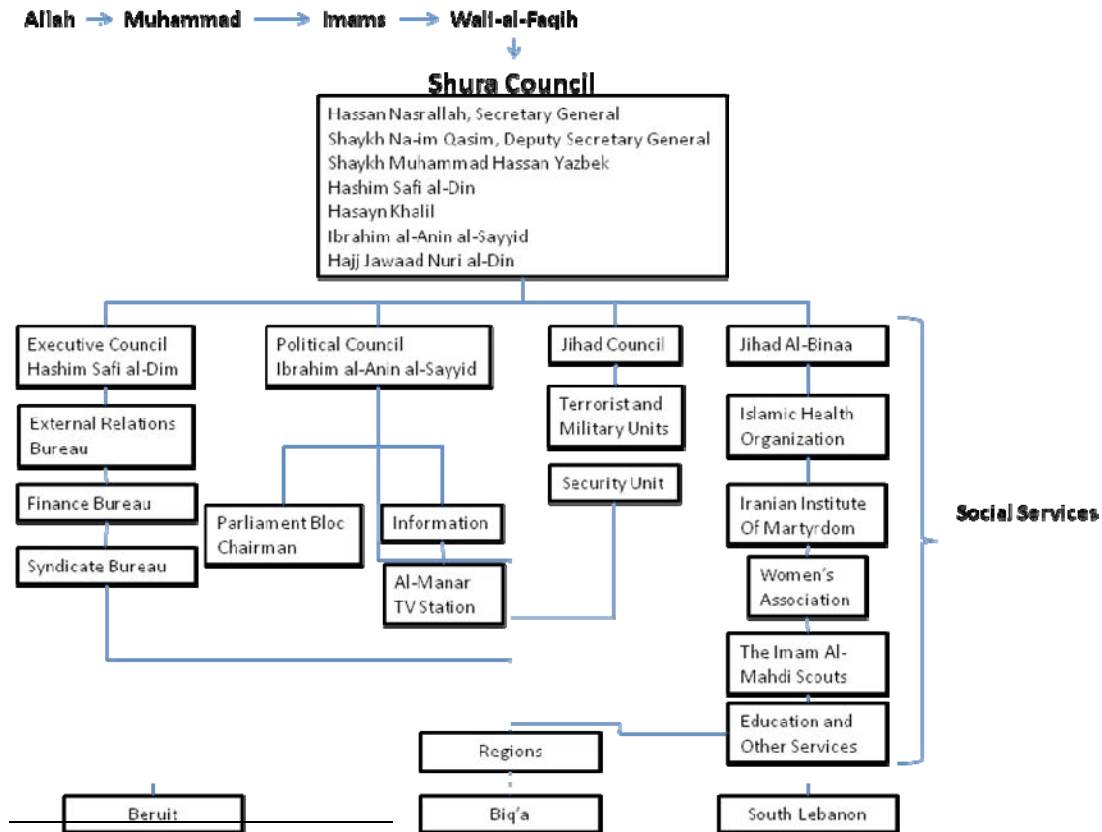 Allah Muhammad Imams Wali-al-Faqih
Shura Council
Hassan Nasrallah, Secretary General
Shaykh Na-im Qasim, Deputy Secretary General
Shaykh Muhammad Hassan Yazbek
Hashim Safi al-Din
Hasayn Khalil
Ibrahim al-Anin al-Sayyid
Hajj Jawaad Nuri al-Din
Executive Council
Hashim Safi al-Dim
External Relations
Bureau
Finance Bureau
Syndicate Bureau
Political Council
Ibrahim al-Anin al-Sayyid
Parliament Bloc
Chairman
Information
Al-Manar
TV Station
Jihad Council
Terrorist and
Military Units
Security Unit
Jihad Al-Binaa
Islamic Health
Organization
Iranian Institute
Of Martyrdom
Women's
Association
The Imam Al-
Mahdi Scouts
Education and
Other Services
Social Services
Regions
Beruit
Biq'a
South Lebanon